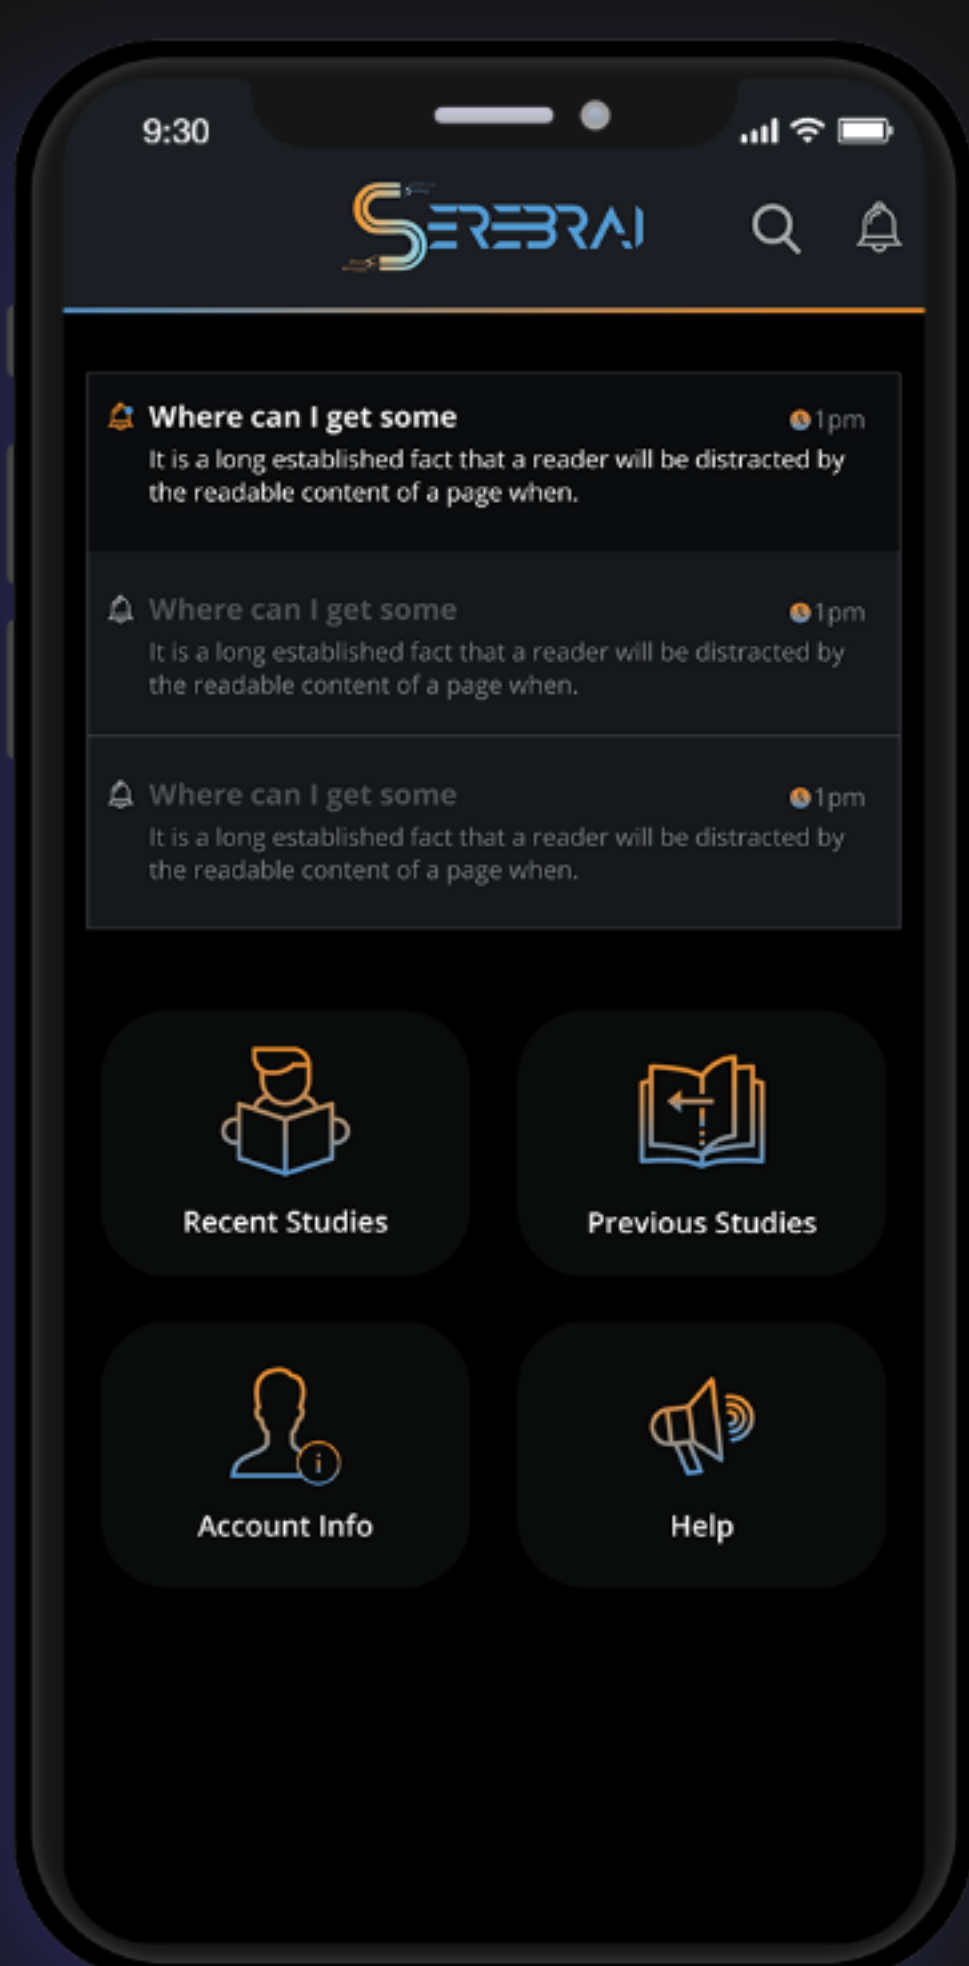 9:30
SEREBRAI
Where can I get some
1pm
It is a long established fact that a reader will be distracted by
the readable content of a page when.
Where can I get some
1pm
It is a long established fact that a reader will be distracted by
the readable content of a page when.
Where can I get some
1pm
It is a long established fact that a reader will be distracted by
the readable content of a page when.
Recent Studies
Previous Studies
i
Account Info
Help